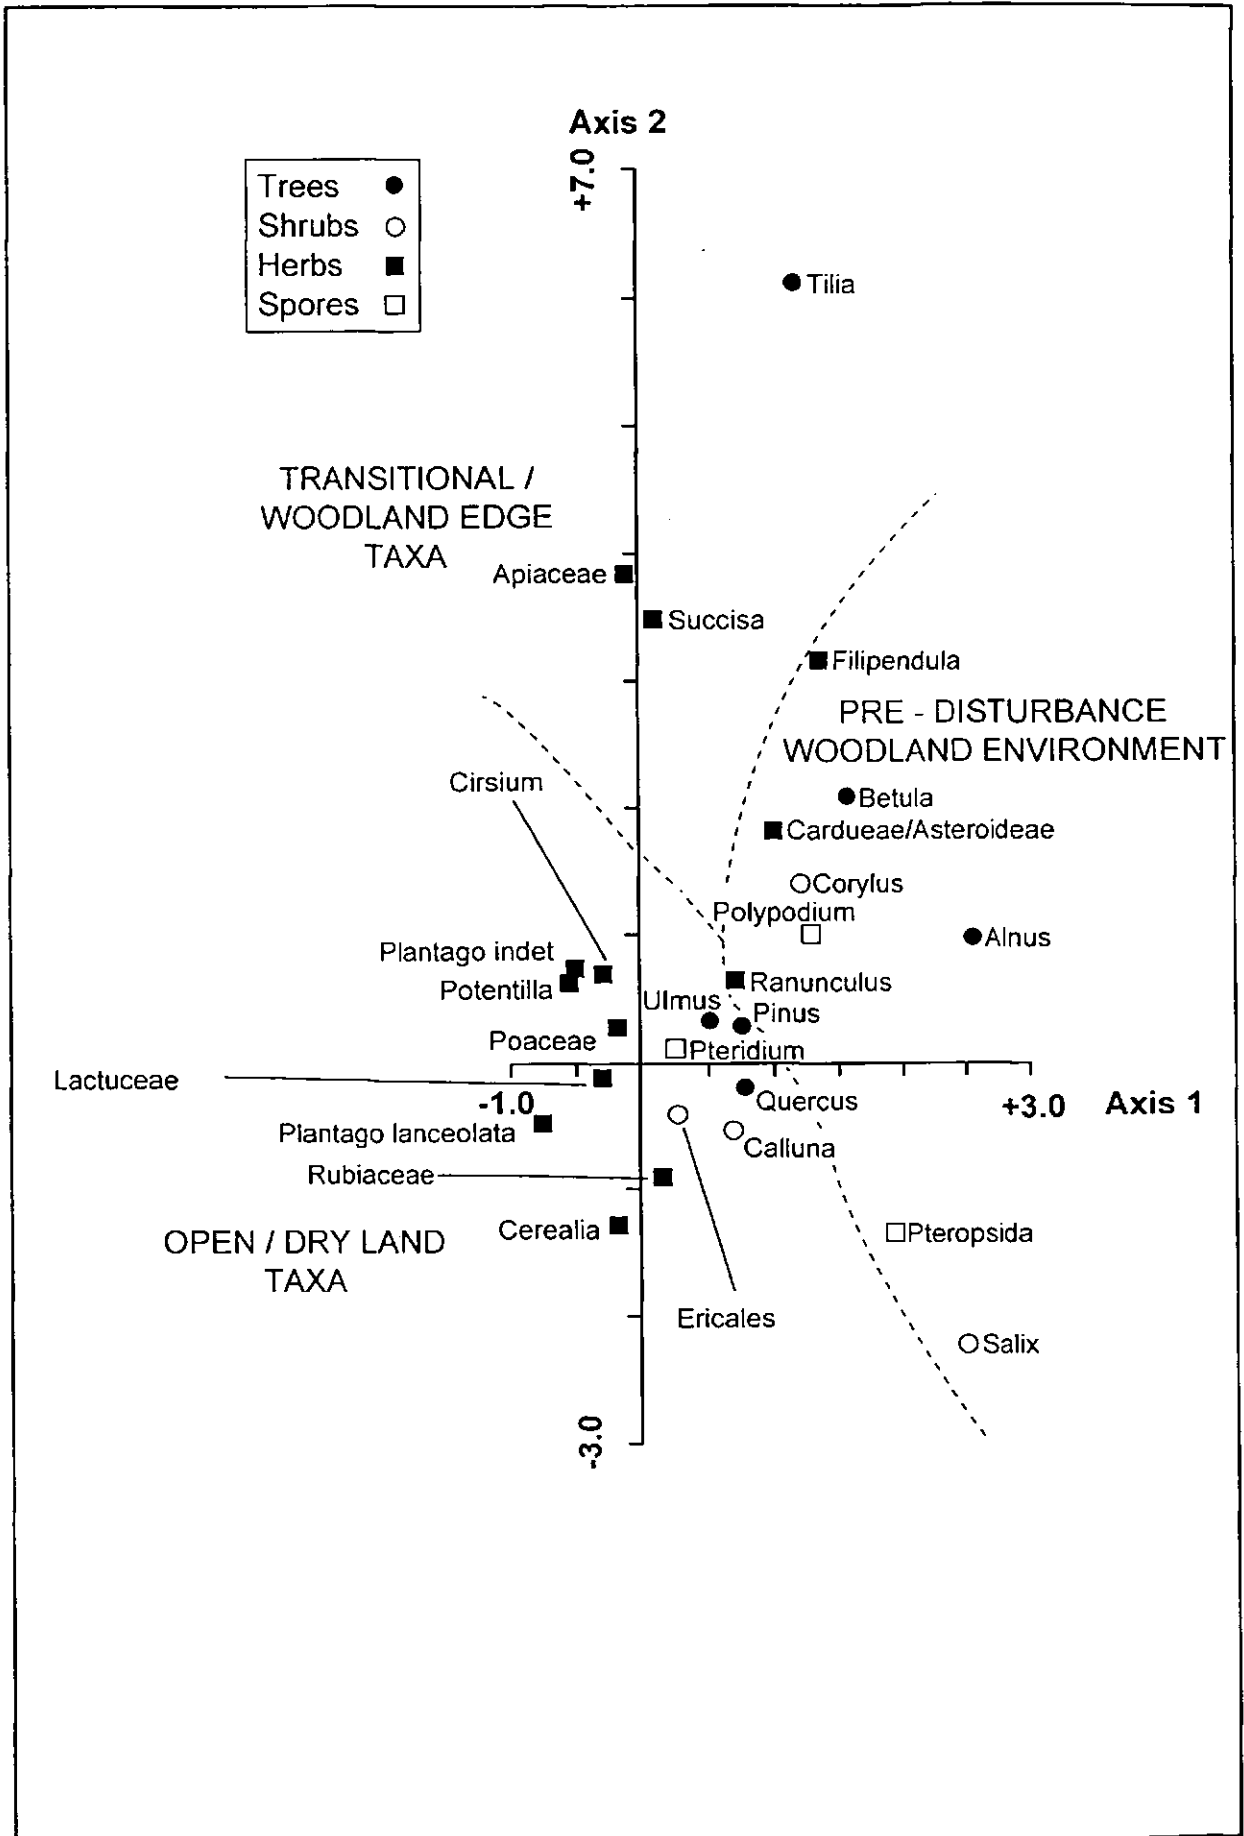 Axis 2
+7.0
Trees
Shrubs
Herbs
Spores
Tilia
TRANSITIONAL /
WOODLAND EDGE
TAXA
Apiaceae
Succisa
Filipendula
PRE - DISTURBANCE
WOODLAND ENVIRONMENT
Cirsium
Betula
Cardueae/Asteroideae
Corylus
Polypodium
Alnus
Plantago indet
Potentilla
Ranunculus
Ulmus
Pinus
Poaceae
Pteridium
Lactuceae
-1.0
Quercus
+3.0
Axis 1
Plantago lanceolata
Calluna
Rubiaceae
Cerealia
Pteropsida
OPEN / DRY LAND
TAXA
Ericales
Salix
-3.0